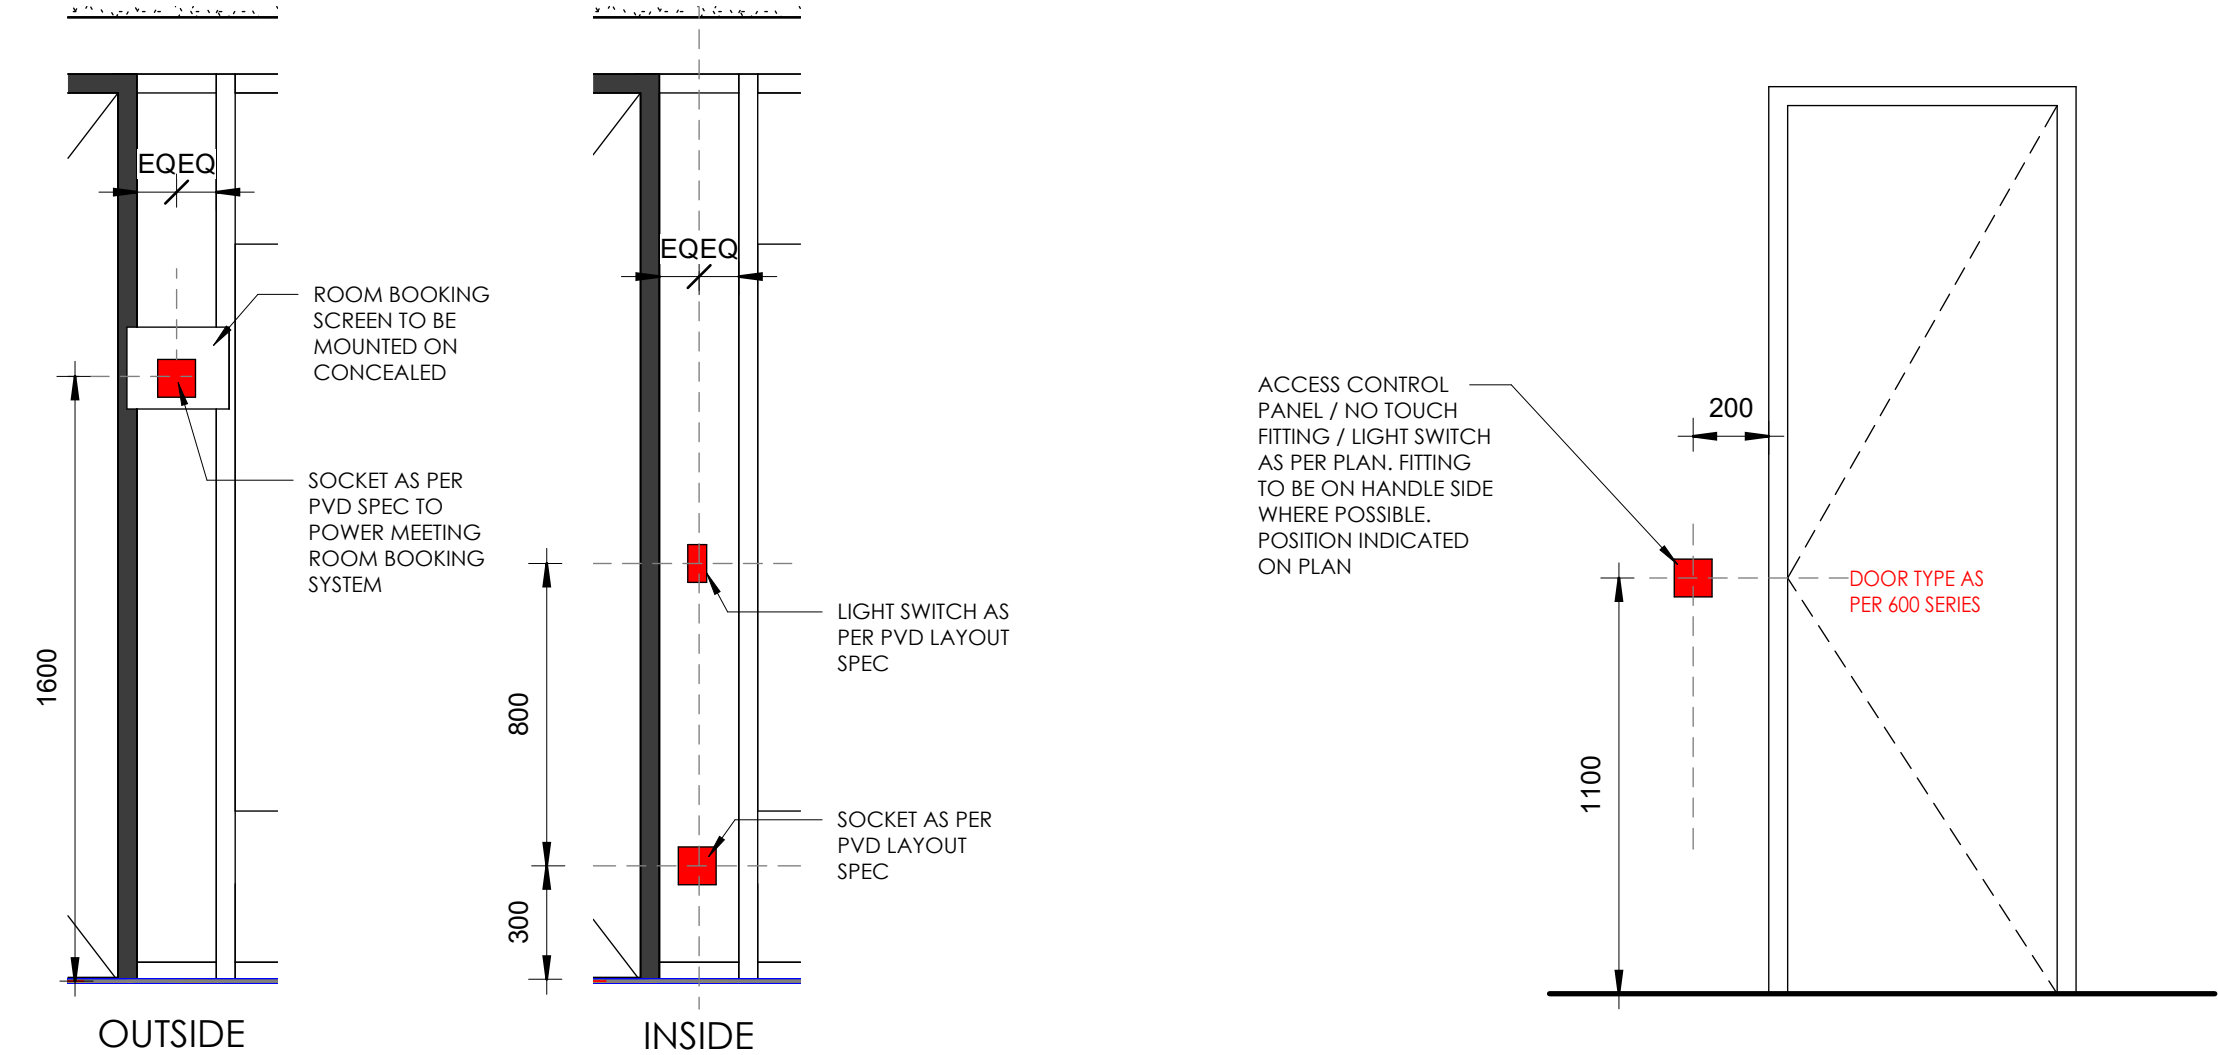 EQEQ
ROOM BOOKING
SCREEN TO BE
MOUNTED ON
CONCEALED
SOCKET AS PER
PVD SPEC TO
POWER MEETING
ROOM BOOKING
SYSTEM
1600
OUTSIDE
EQEQ
LIGHT SWITCH AS
PER PVD LAYOUT
SPEC
800
SOCKET AS PER
PVD LAYOUT
SPEC
300
INSIDE
ACCESS CONTROL
PANEL / NO TOUCH
FITTING / LIGHT SWITCH
AS PER PLAN. FITTING
TO BE ON HANDLE SIDE
WHERE POSSIBLE.
POSITION INDICATED
ON PLAN
200
DOOR TYPE AS
PER 600 SERIES
1100